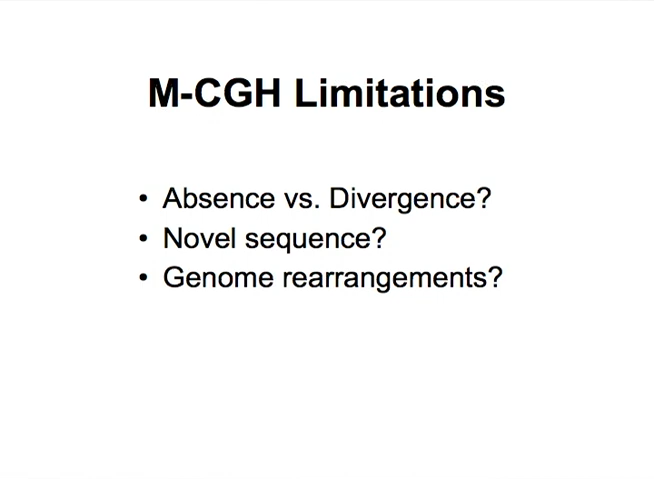 M-CGH Limitations
• Absence vs. Divergence?
• Novel sequence?
• Genome rearrangements?